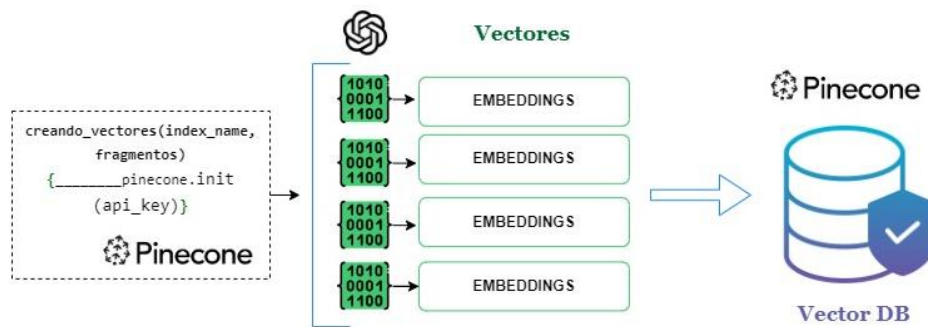 creando_vectores(index_name,
fragmentos)
{________pinecone.init
(api_key)}
Pinecone
Vectores
1010
0001
1100
EMBEDDINGS
1010
0001
1100
EMBEDDINGS
1010
0001
1100
EMBEDDINGS
1010
0001
1100
EMBEDDINGS
Pinecone
Vector DB